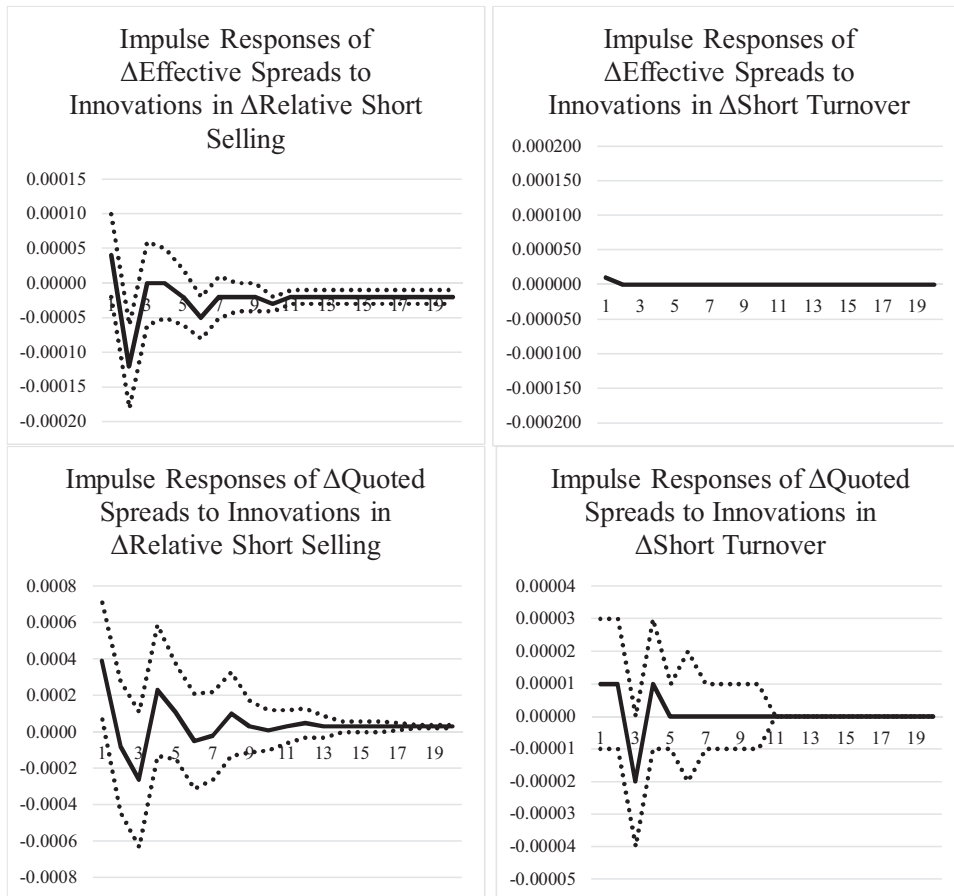 Impulse Responses of
ΔEffective Spreads to
Innovations in ΔRelative Short
Selling
0.00015
0.00010
0.00005
0.00000
-0.00005
-0.00010
-0.00015
-0.00020
1 3 5 7 9 11 13 15 17 19
Impulse Responses of
ΔEffective Spreads to
Innovations in ΔShort Turnover
0.000200
0.000150
0.000100
0.000050
0.000000
-0.000050
-0.000100
-0.000150
-0.000200
1 3 5 7 9 11 13 15 17 19
Impulse Responses of ΔQuoted
Spreads to Innovations in
ΔRelative Short Selling
0.0008
0.0006
0.0004
0.0002
0.0000
-0.0002
-0.0004
-0.0006
-0.0008
1 3 5 7 9 11 13 15 17 19
Impulse Responses of ΔQuoted
Spreads to Innovations in
ΔShort Turnover
0.00004
0.00003
0.00002
0.00001
0.00000
-0.00001
-0.00002
-0.00003
-0.00004
-0.00005
1 3 5 7 9 11 13 15 17 19